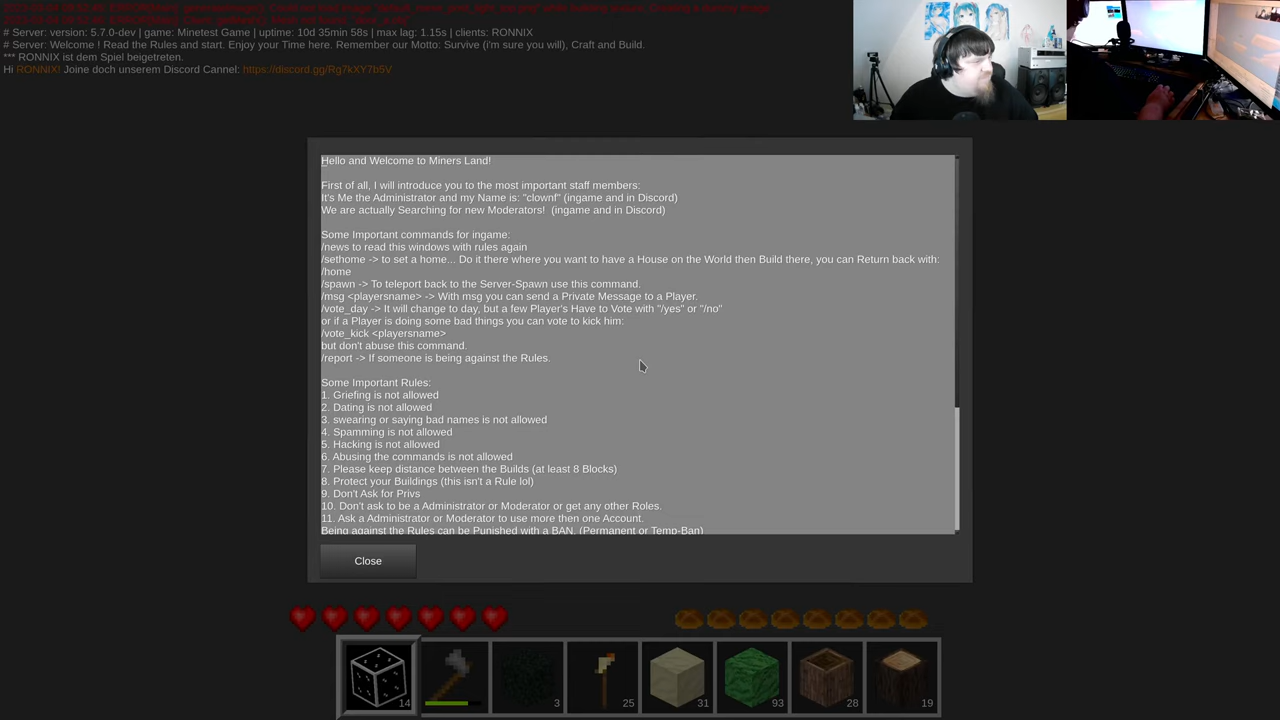 # Server: version: 5.7.0-dev | game: Minetest Game | uptime: 10d 35min 58s | max lag: 1.15s | clients: RONNIX
# Server: Welcome ! Read the Rules and start. Enjoy your Time here. Remember our Motto: Survive (i'm sure you will), Craft and Build.
*** RONNIX ist dem Spiel beigetreten.
Hi RONNIX! Joine doch unserem Discord Cannel: https://discord.gg/Rg7kXY7b5V
Hello and Welcome to Miners Land!
First of all, I will introduce you to the most important staff members:
It's Me the Administrator and my Name is: "clownf" (ingame and in Discord)
We are actually Searching for new Moderators! (ingame and in Discord)
Some Important commands for ingame:
/news to read this windows with rules again
/sethome -> to set a home... Do it there where you want to have a House on the World then Build there, you can Return back with:
/home
/spawn -> To teleport back to the Server-Spawn use this command.
/msg <playersname> -> With msg you can send a Private Message to a Player.
/vote_day -> It will change to day, but a few Player's Have to Vote with "/yes" or "/no"
or if a Player is doing some bad things you can vote to kick him:
/vote_kick <playersname>
but don't abuse this command.
/report -> If someone is being against the Rules.
Some Important Rules:
1. Griefing is not allowed
2. Dating is not allowed
3. swearing or saying bad names is not allowed
4. Spamming is not allowed
5. Hacking is not allowed
6. Abusing the commands is not allowed
7. Please keep distance between the Builds (at least 8 Blocks)
8. Protect your Buildings (this isn't a Rule lol)
9. Don't Ask for Privs
10. Don't ask to be a Administrator or Moderator or get any other Roles.
11. Ask a Administrator or Moderator to use more then one Account.
Being against the Rules can be Punished with a BAN. (Permanent or Temp-Ban)
Close
14
3
25
31
93
28
19